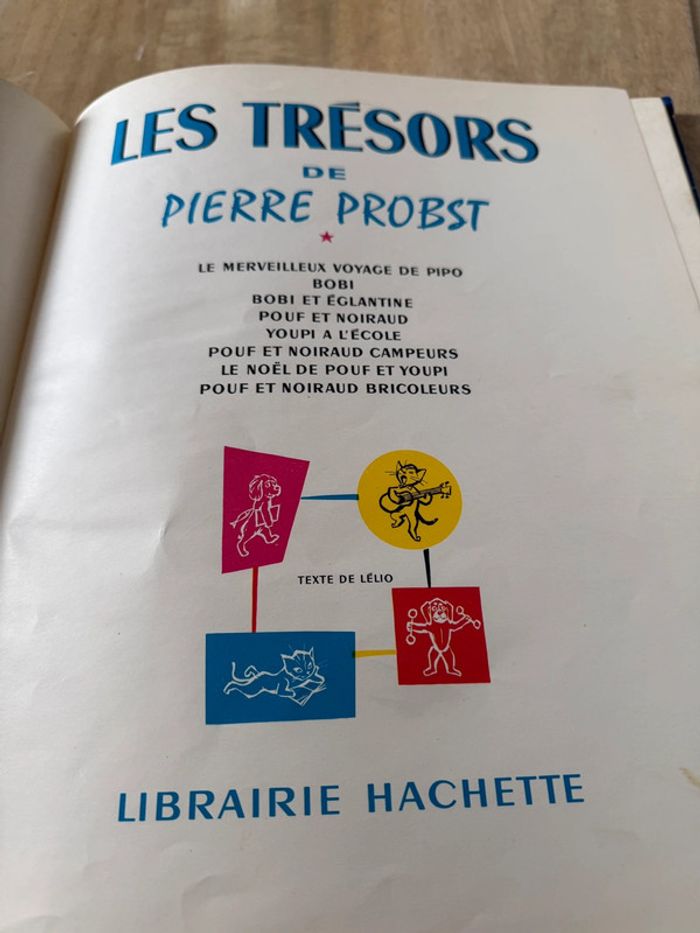 LES TRÉSORS
DE
PIERRE PROBST
LE MERVEILLEUX VOYAGE DE PIPO
BOBI
BOBI ET ÉGLANTINE
POUF ET NOIRAUD
YOUPI A L'ÉCOLE
POUF ET NOIRAUD CAMPEURS
LE NOËL DE POUF ET YOUPI
POUF ET NOIRAUD BRICOLEURS
TEXTE DE LÉLIO
LIBRAIRIE HACHETTE